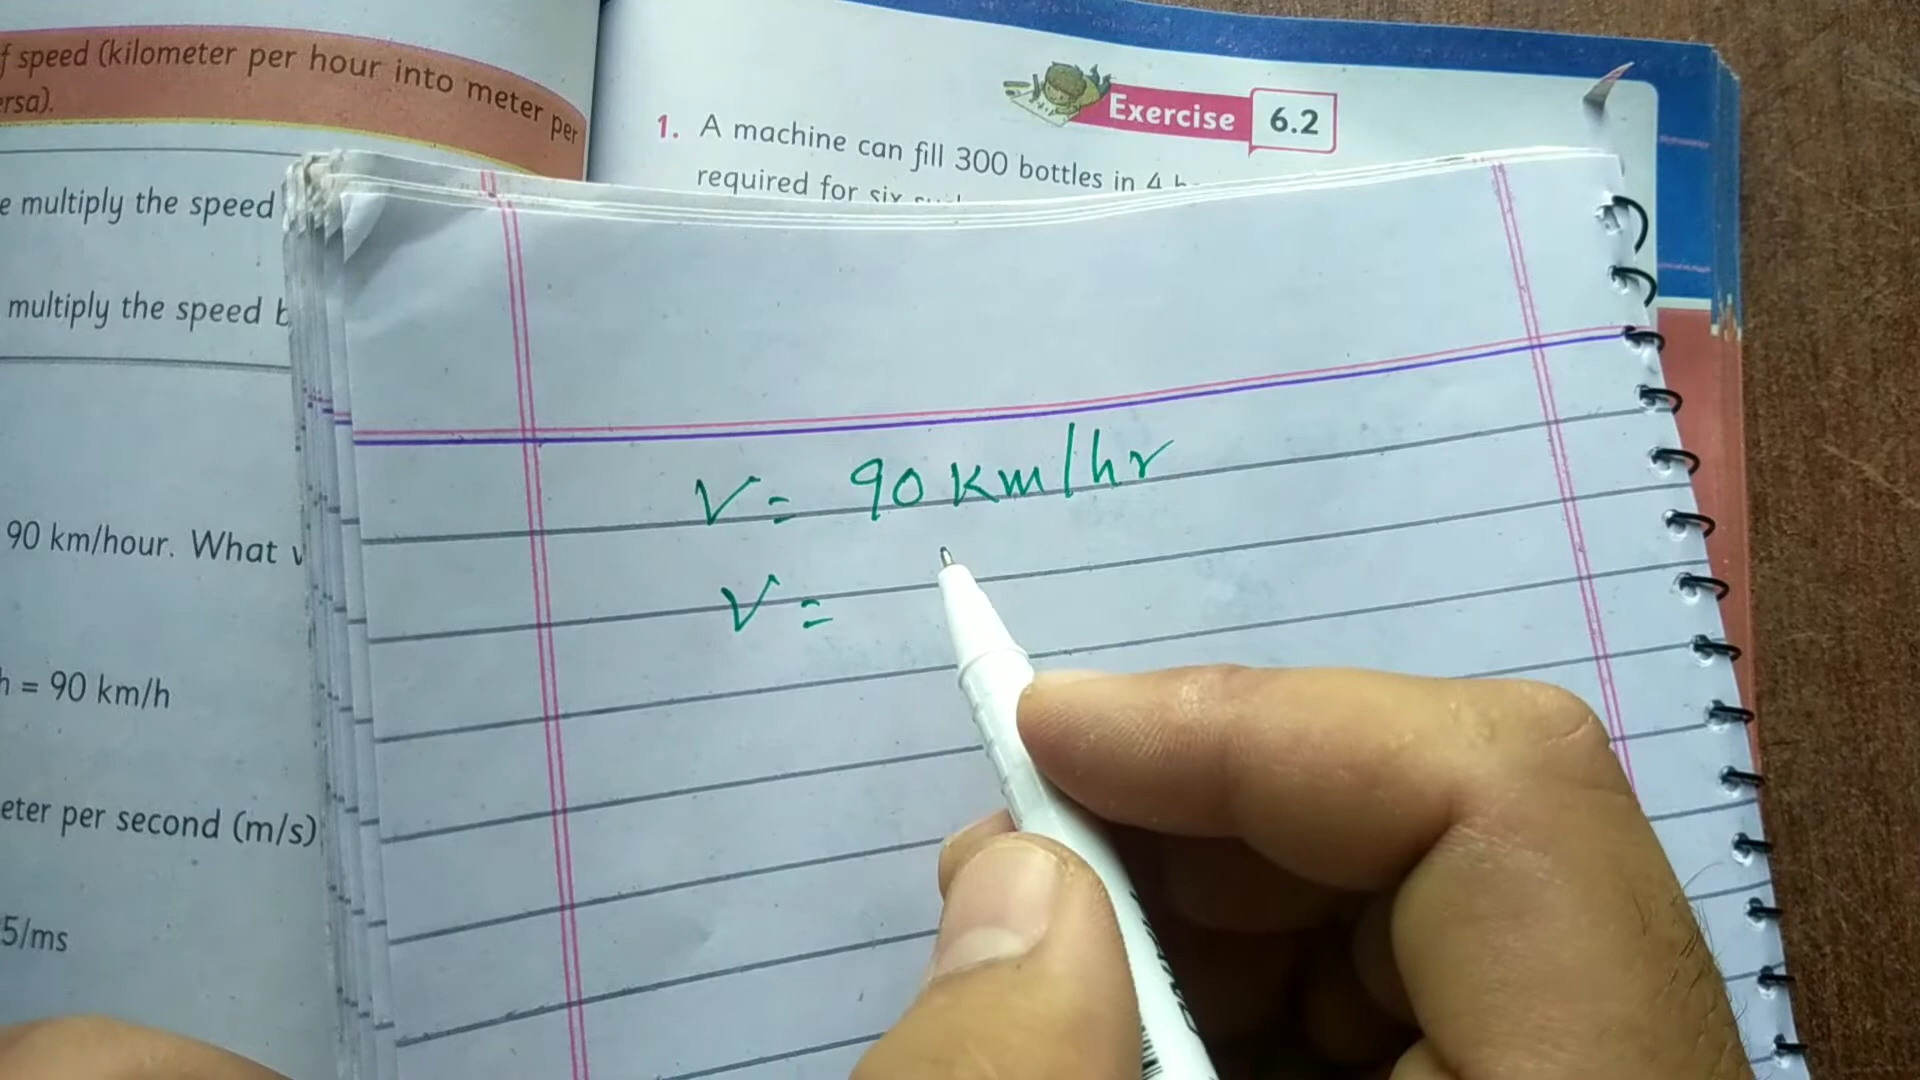 f speed (kilometer per hour into meter per
ersa).
e multiply the speed
multiply the speed b
90 km/hour. What
h = 90 km/h
eter per second (m/s)
5/ms
Exercise 6.2
1. A machine can fill 300 bottles in 4
required for six
V = 90 km/hr
V =